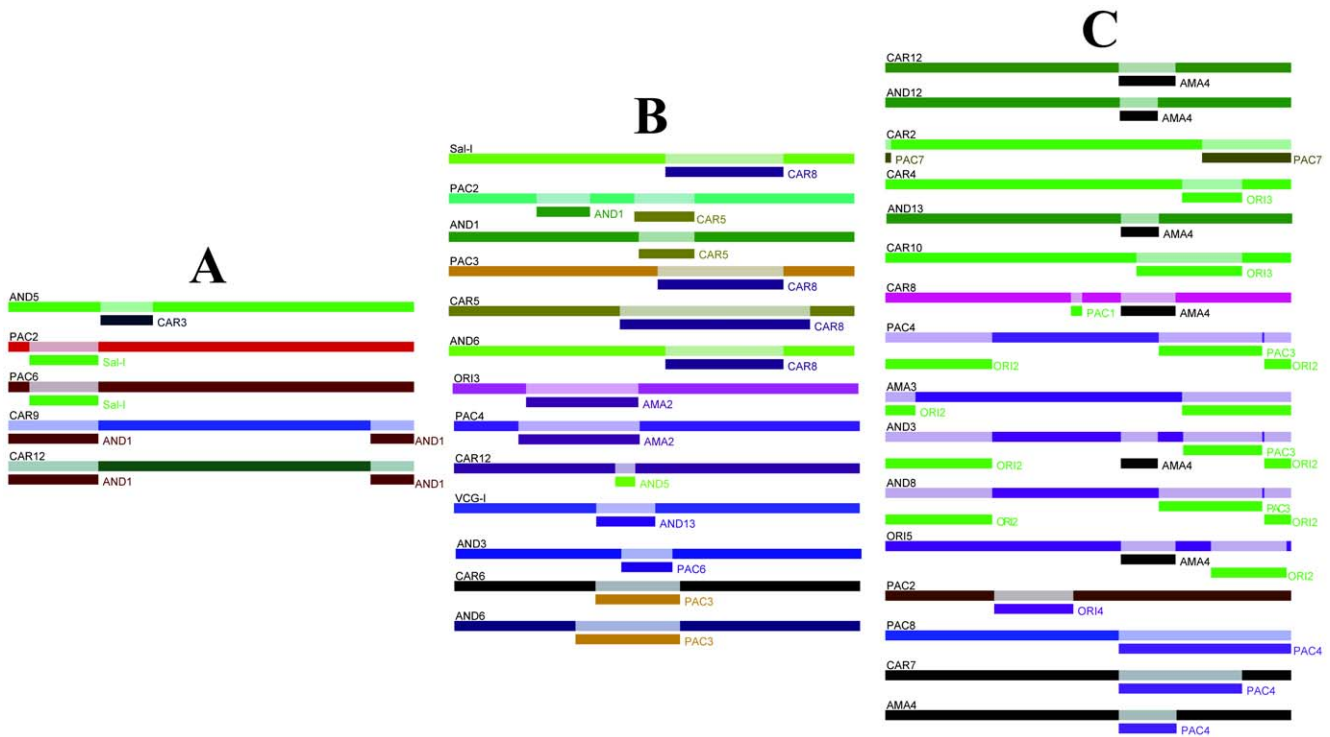 A
AND5
CAR3
PAC2
Sal-I
PAC6
Sal-I
CAR9
AND1 AND1
CAR12
AND1 AND1
B
Sal-I
CAR8
PAC2
AND1 CAR5
AND1
CAR5
PAC3
CAR8
CAR5
CAR8
AND6
CAR8
ORI3
AMA2
PAC4
AMA2
CAR12
AND5
VCG-I
AND13
AND3
PAC6
CAR6
PAC3
AND6
PAC3
C
CAR12
AMA4
AND12
AMA4
CAR2
PAC7 PAC7
CAR4
ORI3
AND13
AMA4
CAR10
ORI3
CAR8
PAC1 AMA4
PAC4
PAC3
ORI2 ORI2
AMA3
ORI2
AND3
PAC3
ORI2 AMA4 ORI2
AND8
PAC3
ORI2 ORI2
ORI5
AMA4
ORI2
PAC2
ORI4
PAC8
PAC4
CAR7
PAC4
AMA4
PAC4